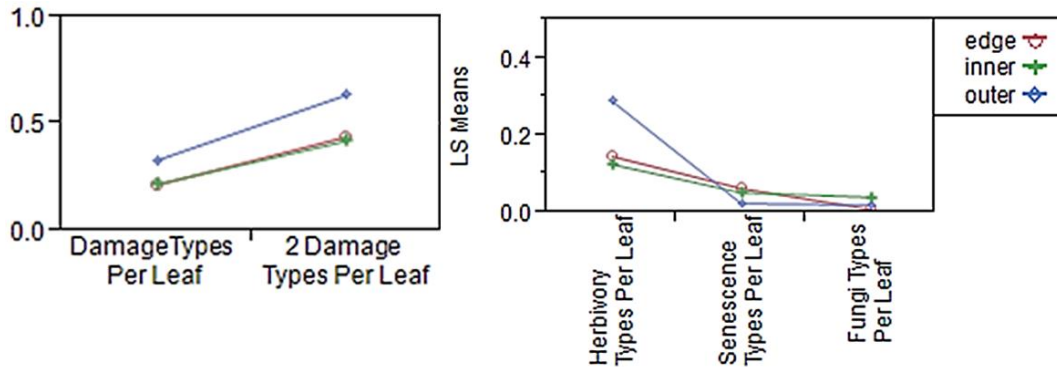 1.0
0.5
0.0
DamageTypes
Per Leaf
2 Damage
Types Per Leaf
LS Means
0.4
0.2
0.0
Herbivory
Types Per Leaf
Senescence
Types Per Leaf
Fungi Types
Per Leaf
edge
inner
outer